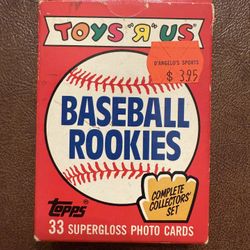 TOYS "R" US
D'ANGELO'S SPORTS
$ 3.95
BASEBALL
ROOKIES
COMPLETE
COLLECTORS'
SET
Topps
33 SUPERGLOSS PHOTO CARDS